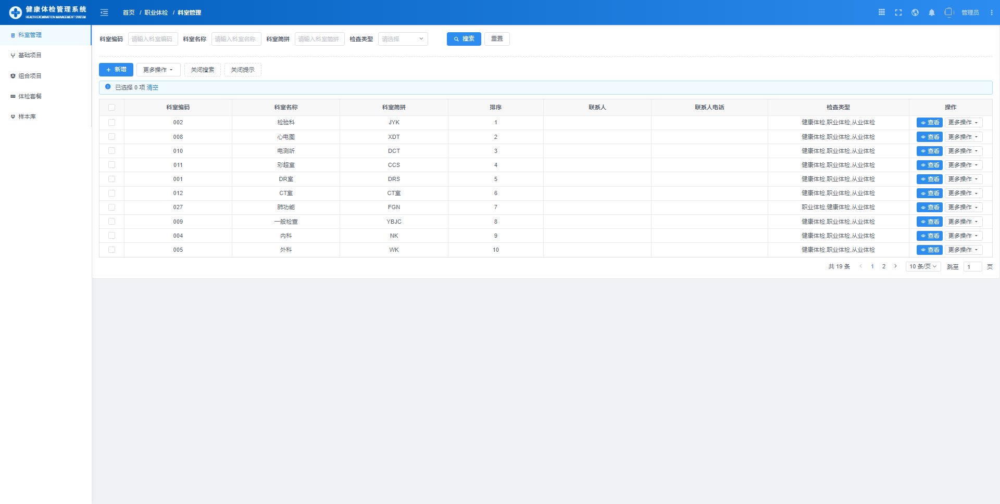 健康体检管理系统
首页 / 职业体检 / 科室管理
管理员
科室管理
基础项目
组合项目
体检套餐
样本库
科室编码 请输入科室编码 科室名称 请输入科室名称 科室简拼 请输入科室简拼 检查类型 请选择 搜索 重置
新增 更多操作 关闭搜索 关闭提示
已选择 0 项 清空
科室编码 科室名称 科室简拼 排序 联系人 联系人电话 检查类型 操作
002 检验科 JYK 1 健康体检,职业体检,从业体检 查看 更多操作
008 心电图 XDT 2 健康体检,职业体检,从业体检 查看 更多操作
010 电测听 DCT 3 健康体检,职业体检,从业体检 查看 更多操作
011 彩超室 CCS 4 健康体检,职业体检,从业体检 查看 更多操作
001 DR室 DRS 5 健康体检,职业体检,从业体检 查看 更多操作
012 CT室 CT室 6 健康体检,职业体检,从业体检 查看 更多操作
027 肺功能 FGN 7 职业体检,健康体检,从业体检 查看 更多操作
009 一般检查 YBJC 8 健康体检,职业体检,从业体检 查看 更多操作
004 内科 NK 9 健康体检,职业体检,从业体检 查看 更多操作
005 外科 WK 10 健康体检,职业体检,从业体检 查看 更多操作
共 19 条 1 2 10 条/页 跳至 1 页